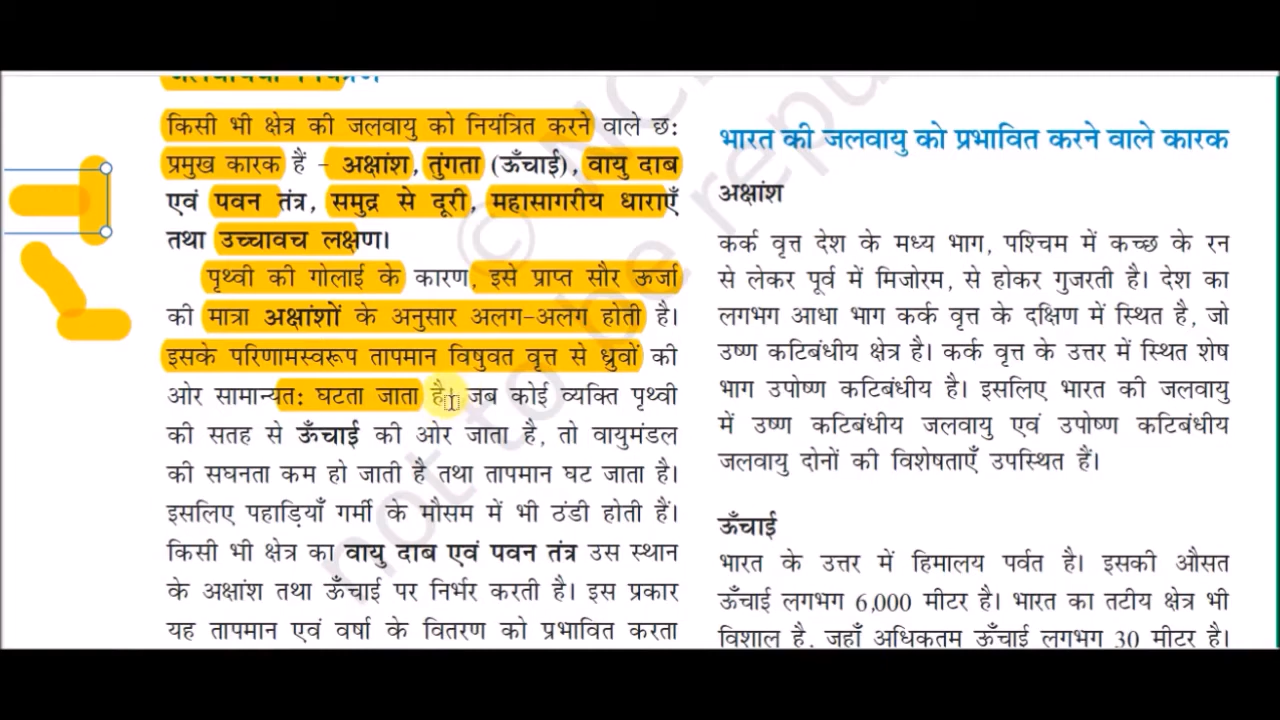 किसी भी क्षेत्र की जलवायु को नियंत्रित करने वाले छ:
प्रमुख कारक हैं - अक्षांश, तुंगता (ऊँचाई), वायु दाब
एवं पवन तंत्र, समुद्र से दूरी, महासागरीय धाराएँ
तथा उच्चावच लक्षण।
पृथ्वी की गोलाई के कारण, इसे प्राप्त सौर ऊर्जा
की मात्रा अक्षांशों के अनुसार अलग-अलग होती है।
इसके परिणामस्वरूप तापमान विषुवत वृत्त से ध्रुवों की
ओर सामान्यत: घटता जाता है। जब कोई व्यक्ति पृथ्वी
की सतह से ऊँचाई की ओर जाता है, तो वायुमंडल
की सघनता कम हो जाती है तथा तापमान घट जाता है।
इसलिए पहाड़ियाँ गर्मी के मौसम में भी ठंडी होती हैं।
किसी भी क्षेत्र का वायु दाब एवं पवन तंत्र उस स्थान
के अक्षांश तथा ऊँचाई पर निर्भर करती है। इस प्रकार
यह तापमान एवं वर्षा के वितरण को प्रभावित करता
भारत की जलवायु को प्रभावित करने वाले कारक
अक्षांश
कर्क वृत्त देश के मध्य भाग, पश्चिम में कच्छ के रन
से लेकर पूर्व में मिजोरम, से होकर गुजरती है। देश का
लगभग आधा भाग कर्क वृत्त के दक्षिण में स्थित है, जो
उष्ण कटिबंधीय क्षेत्र है। कर्क वृत्त के उत्तर में स्थित शेष
भाग उपोष्ण कटिबंधीय है। इसलिए भारत की जलवायु
में उष्ण कटिबंधीय जलवायु एवं उपोष्ण कटिबंधीय
जलवायु दोनों की विशेषताएँ उपस्थित हैं।
ऊँचाई
भारत के उत्तर में हिमालय पर्वत है। इसकी औसत
ऊँचाई लगभग 6,000 मीटर है। भारत का तटीय क्षेत्र भी
विशाल है, जहाँ अधिकतम ऊँचाई लगभग 30 मीटर है।
not to be repu